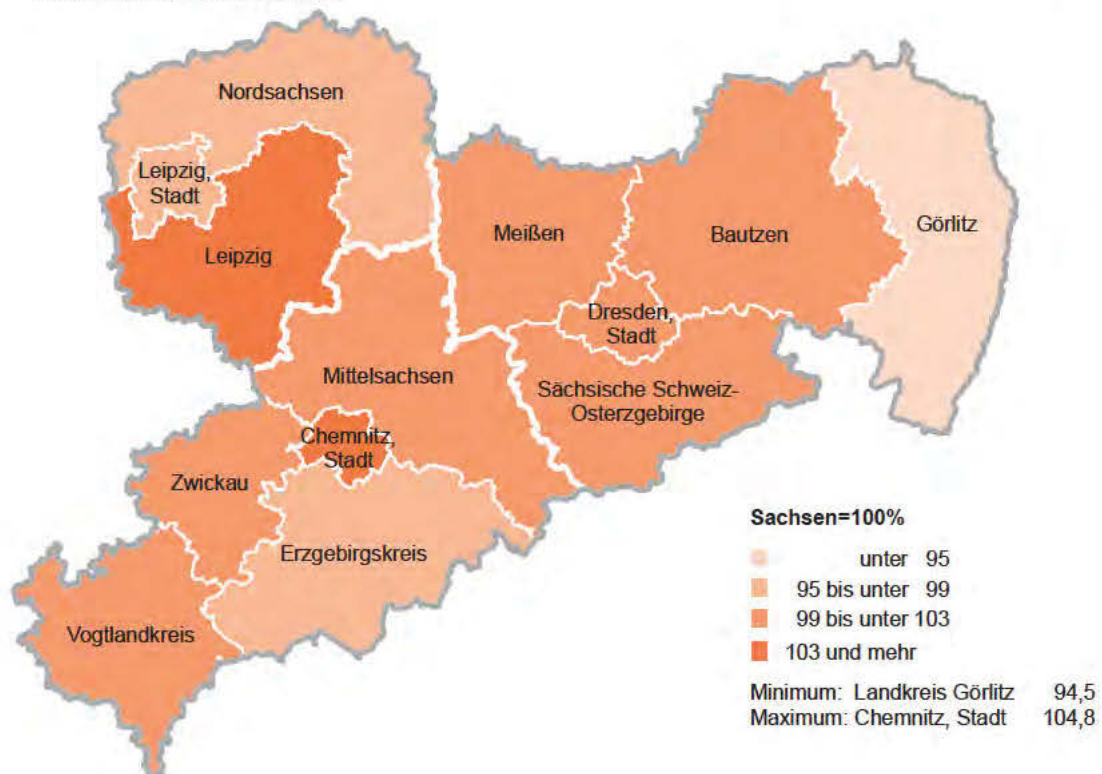 Nordsachsen
Leipzig,
Stadt
Leipzig
Meißen
Bautzen
Görlitz
Dresden,
Stadt
Mittelsachsen
Sächsische Schweiz-
Osterzgebirge
Chemnitz,
Stadt
Zwickau
Erzgebirgskreis
Vogtlandkreis
Sachsen=100%
unter 95
95 bis unter 99
99 bis unter 103
103 und mehr
Minimum: Landkreis Görlitz 94,5
Maximum: Chemnitz, Stadt 104,8